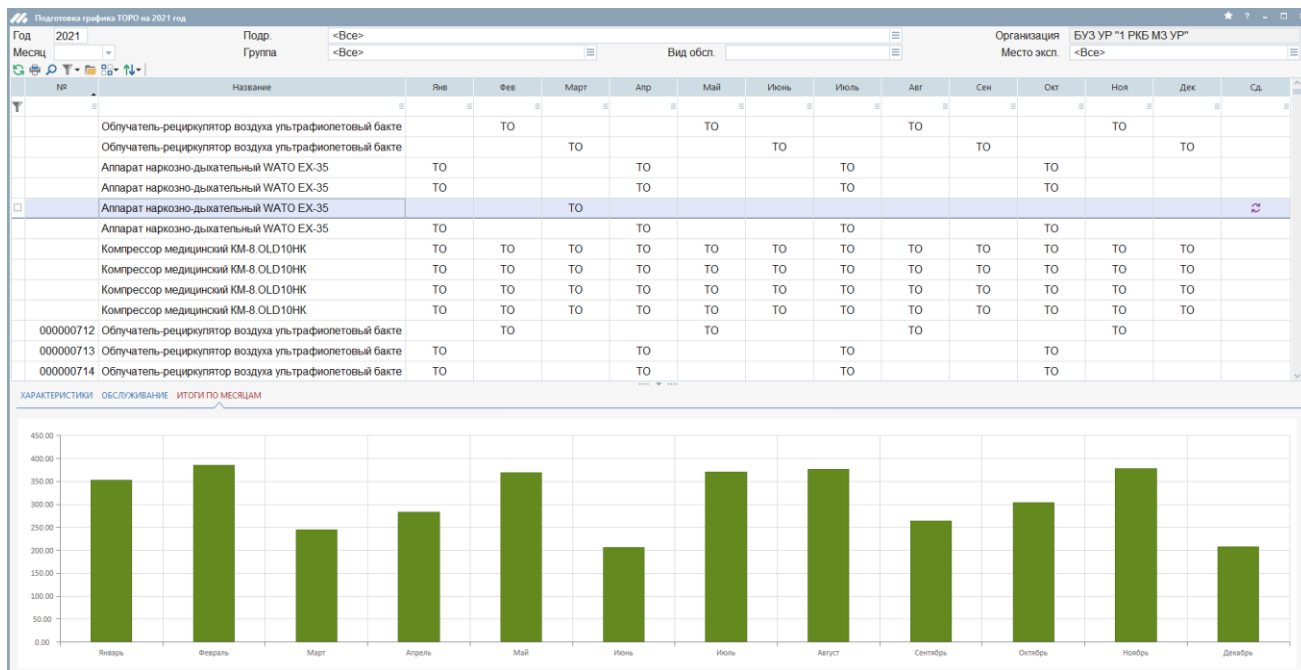 Подготовка графика ТОРО на 2021 год
Год 2021 Подр. <Все> Организация БУЗ УР "1 РКБ МЗ УР"
Месяц Группа <Все> Вид обсл. Место эксп. <Все>
№ Название Янв Фев Март Апр Май Июнь Июль Авг Сен Окт Ноя Дек Сд.
Облучатель-рециркулятор воздуха ультрафиолетовый бакте ТО ТО ТО ТО
Облучатель-рециркулятор воздуха ультрафиолетовый бакте ТО ТО ТО ТО
Аппарат наркозно-дыхательный WATO EX-35 ТО ТО ТО ТО
Аппарат наркозно-дыхательный WATO EX-35 ТО ТО ТО ТО
Аппарат наркозно-дыхательный WATO EX-35 ТО
Аппарат наркозно-дыхательный WATO EX-35 ТО ТО ТО ТО
Компрессор медицинский КМ-8.OLD10НК ТО ТО ТО ТО ТО ТО ТО ТО ТО ТО ТО ТО
Компрессор медицинский КМ-8.OLD10НК ТО ТО ТО ТО ТО ТО ТО ТО ТО ТО ТО ТО
Компрессор медицинский КМ-8.OLD10НК ТО ТО ТО ТО ТО ТО ТО ТО ТО ТО ТО ТО
Компрессор медицинский КМ-8.OLD10НК ТО ТО ТО ТО ТО ТО ТО ТО ТО ТО ТО ТО
000000712 Облучатель-рециркулятор воздуха ультрафиолетовый бакте ТО ТО ТО ТО
000000713 Облучатель-рециркулятор воздуха ультрафиолетовый бакте ТО ТО ТО ТО
000000714 Облучатель-рециркулятор воздуха ультрафиолетовый бакте ТО ТО ТО ТО
ХАРАКТЕРИСТИКИ ОБСЛУЖИВАНИЕ ИТОГИ ПО МЕСЯЦАМ
450.00
400.00
350.00
300.00
250.00
200.00
150.00
100.00
50.00
0.00
Январь Февраль Март Апрель Май Июнь Июль Август Сентябрь Октябрь Ноябрь Декабрь